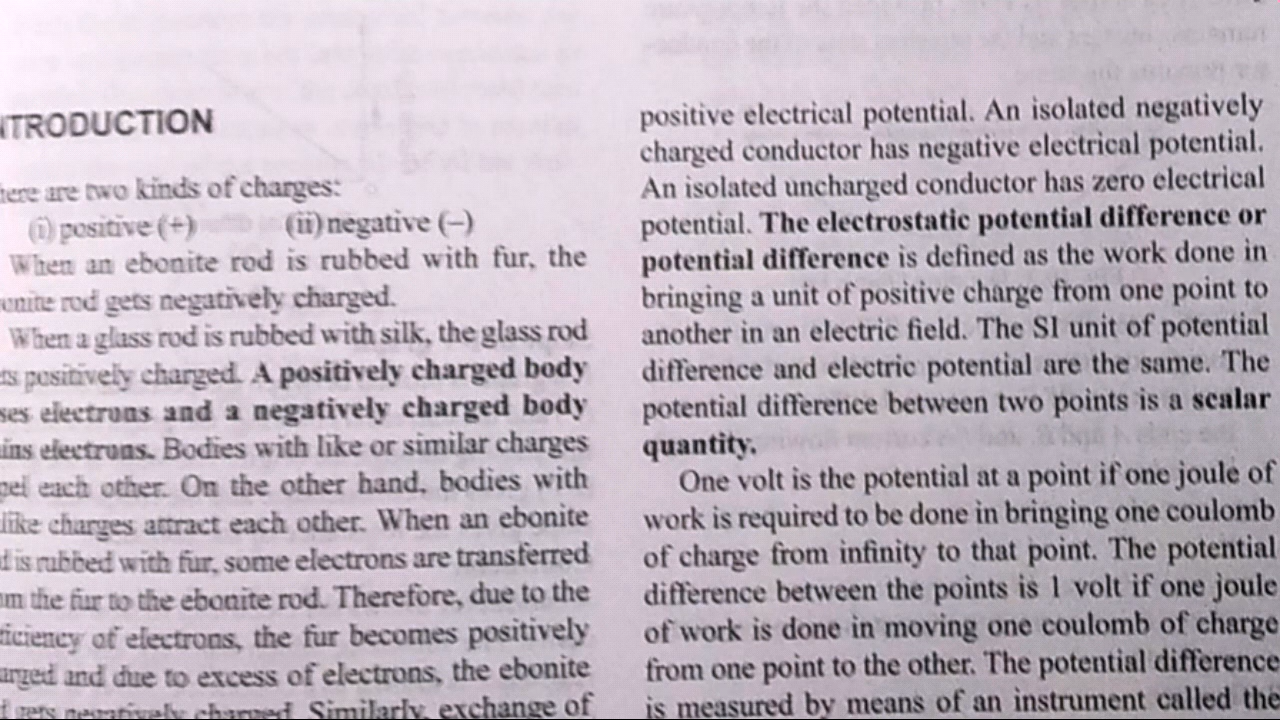 NTRODUCTION
here are two kinds of charges:
(i) positive (+) (ii) negative (–)
When an ebonite rod is rubbed with fur, the
onite rod gets negatively charged.
When a glass rod is rubbed with silk, the glass rod
ts positively charged. A positively charged body
ses electrons and a negatively charged body
ins electrons. Bodies with like or similar charges
pel each other. On the other hand, bodies with
like charges attract each other. When an ebonite
d is rubbed with fur, some electrons are transferred
om the fur to the ebonite rod. Therefore, due to the
ficiency of electrons, the fur becomes positively
arged and due to excess of electrons, the ebonite
d gets negatively charged. Similarly, exchange of
positive electrical potential. An isolated negatively
charged conductor has negative electrical potential.
An isolated uncharged conductor has zero electrical
potential. The electrostatic potential difference or
potential difference is defined as the work done in
bringing a unit of positive charge from one point to
another in an electric field. The SI unit of potential
difference and electric potential are the same. The
potential difference between two points is a scalar
quantity.
One volt is the potential at a point if one joule of
work is required to be done in bringing one coulomb
of charge from infinity to that point. The potential
difference between the points is 1 volt if one joule
of work is done in moving one coulomb of charge
from one point to the other. The potential difference
is measured by means of an instrument called the